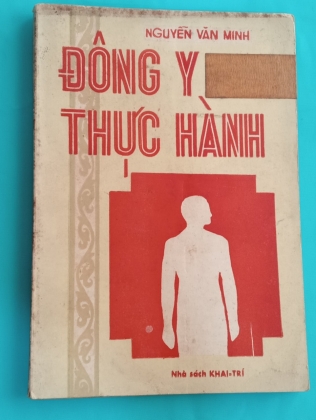 NGUYỄN VĂN MINH
ĐÔNG Y
THỰC HÀNH
Nhà sách KHAI-TRÍ